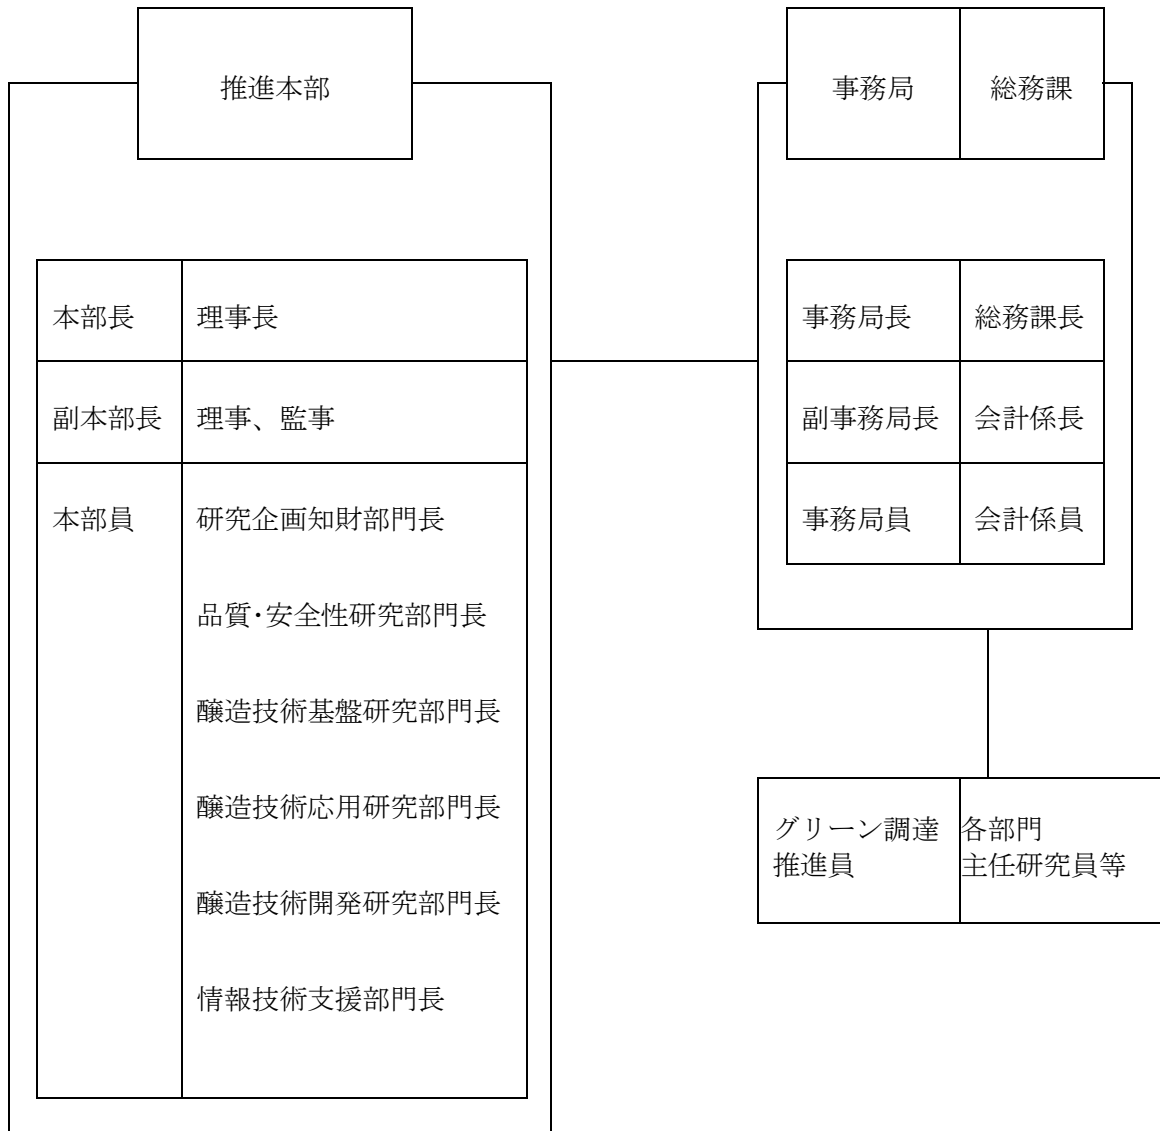 推進本部
本部長 理事長
副本部長 理事、監事
本部員 研究企画知財部門長
品質・安全性研究部門長
醸造技術基盤研究部門長
醸造技術応用研究部門長
醸造技術開発研究部門長
情報技術支援部門長
事務局 総務課
事務局長 総務課長
副事務局長 会計係長
事務局員 会計係員
グリーン調達 各部門
推進員 主任研究員等